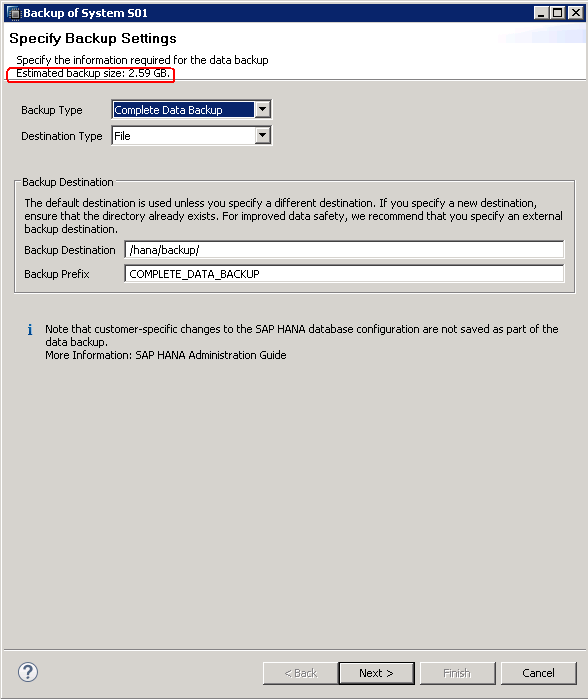 Backup of System S01
Specify Backup Settings
Specify the information required for the data backup
Estimated backup size: 2.59 GB.
Backup Type
Complete Data Backup
Destination Type
File
Backup Destination
The default destination is used unless you specify a different destination. If you specify a new destination,
ensure that the directory already exists. For improved data safety, we recommend that you specify an external
backup destination.
Backup Destination
/hana/backup/
Backup Prefix
COMPLETE_DATA_BACKUP
i
Note that customer-specific changes to the SAP HANA database configuration are not saved as part of the
data backup.
More Information: SAP HANA Administration Guide
?
< Back
Next >
Finish
Cancel